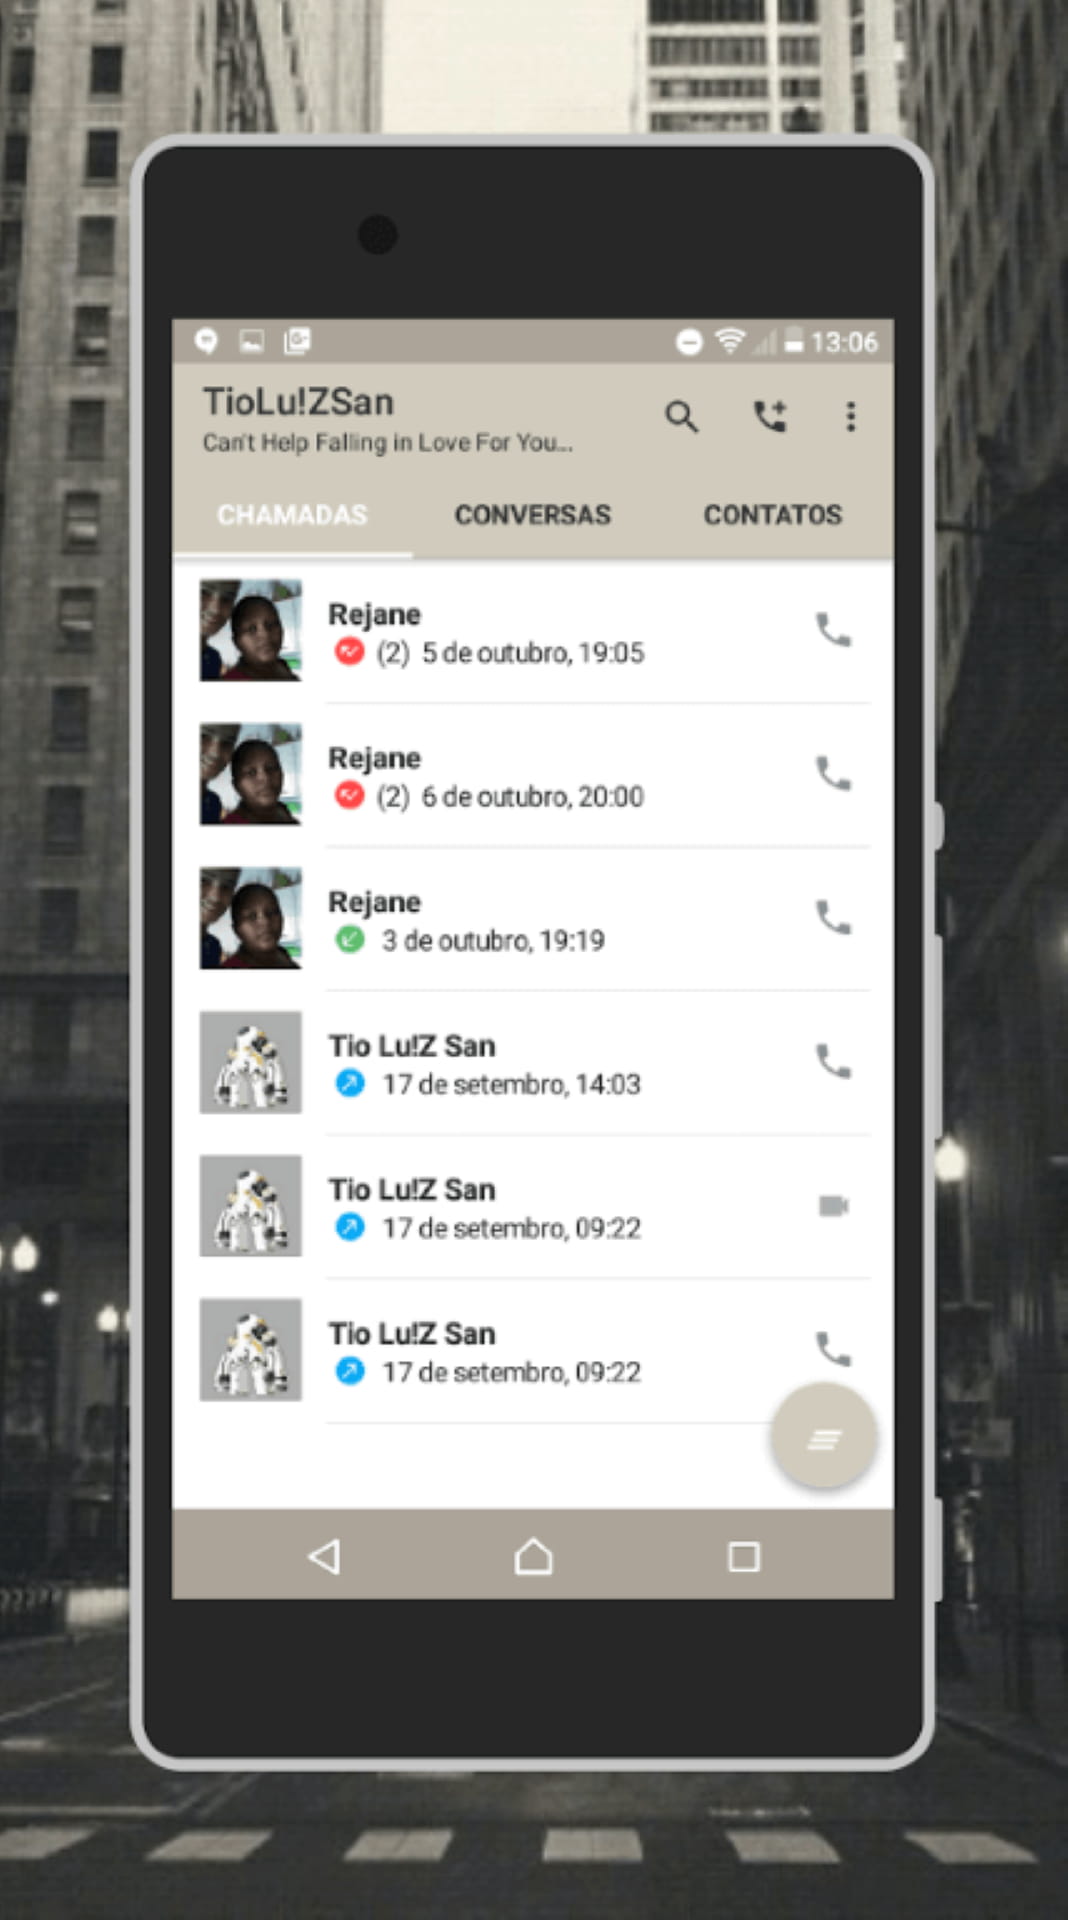 13:06
TioLu!ZSan
Can't Help Falling in Love For You...
CHAMADAS CONVERSAS CONTATOS
Rejane
(2) 5 de outubro, 19:05
Rejane
(2) 6 de outubro, 20:00
Rejane
3 de outubro, 19:19
Tio Lu!Z San
17 de setembro, 14:03
Tio Lu!Z San
17 de setembro, 09:22
Tio Lu!Z San
17 de setembro, 09:22